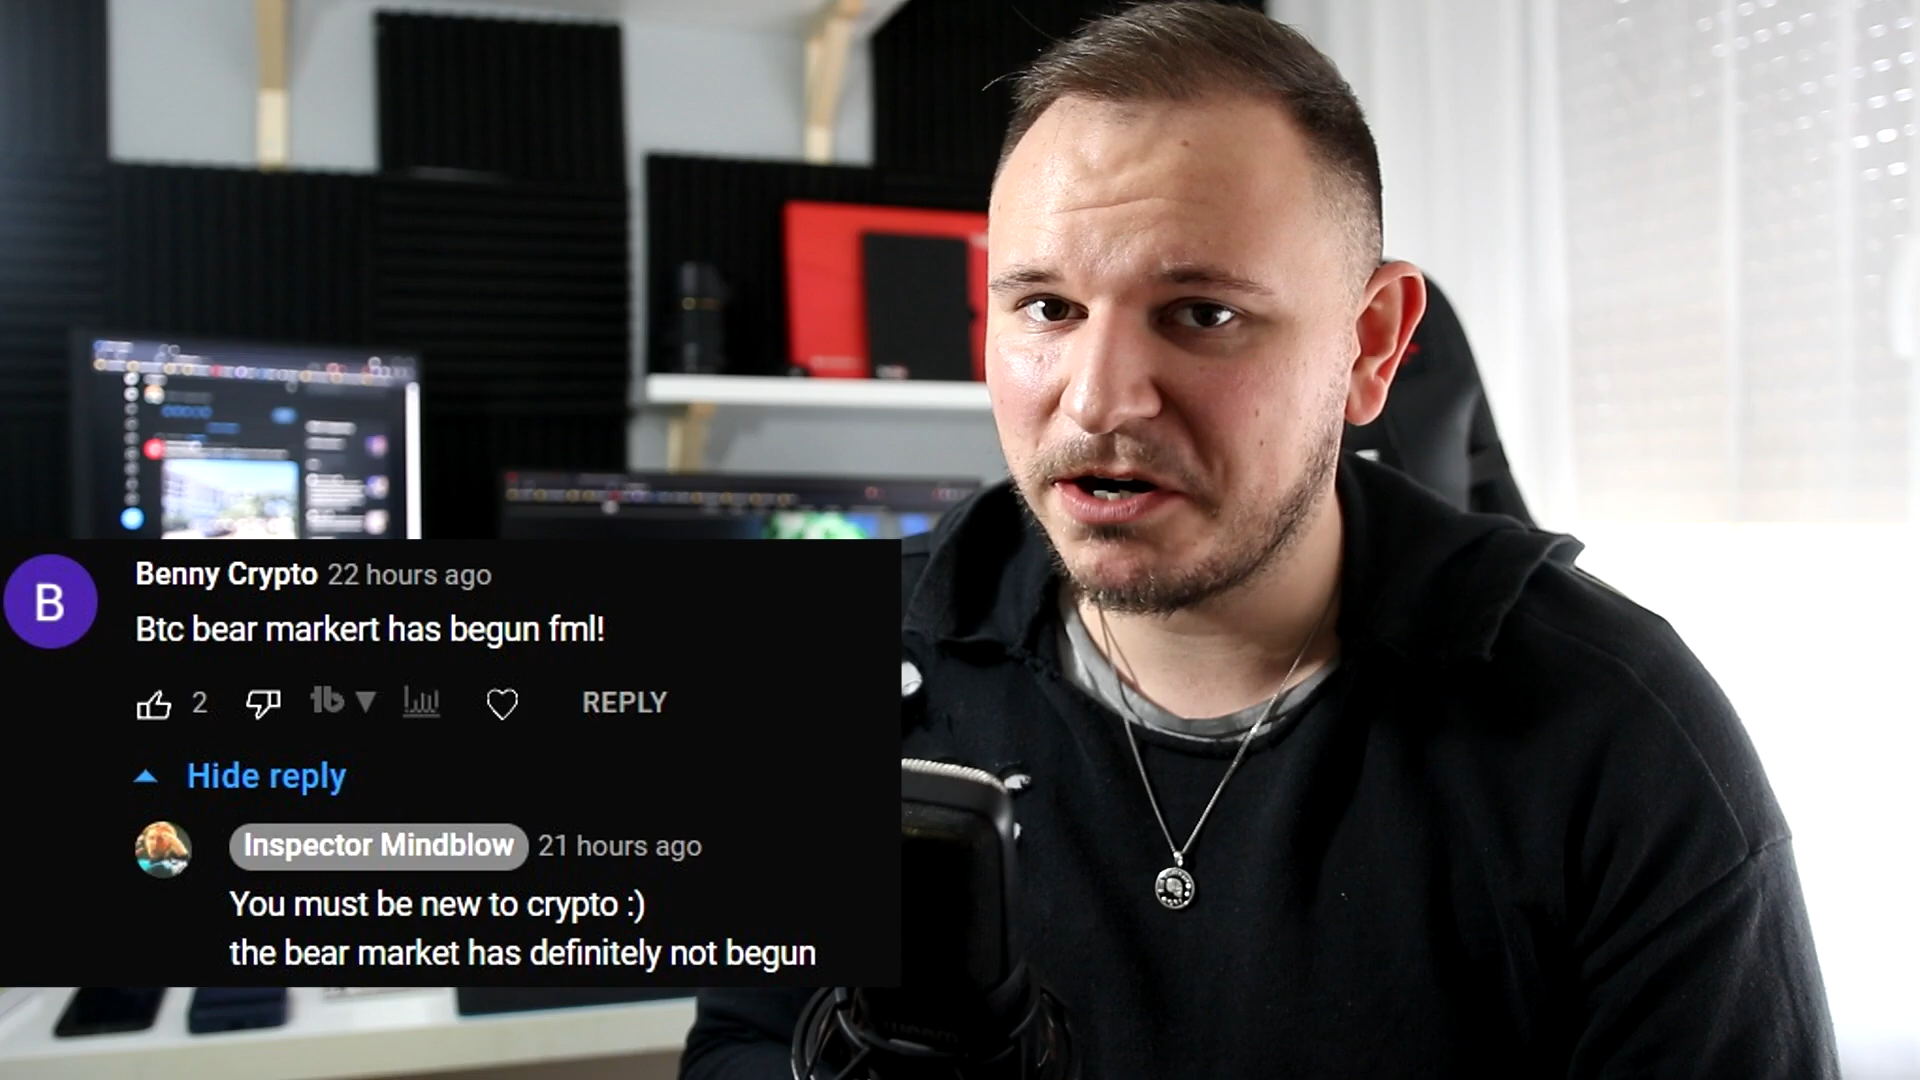 B
Benny Crypto 22 hours ago
Btc bear markert has begun fml!
2
REPLY
Hide reply
Inspector Mindblow 21 hours ago
You must be new to crypto :)
the bear market has definitely not begun